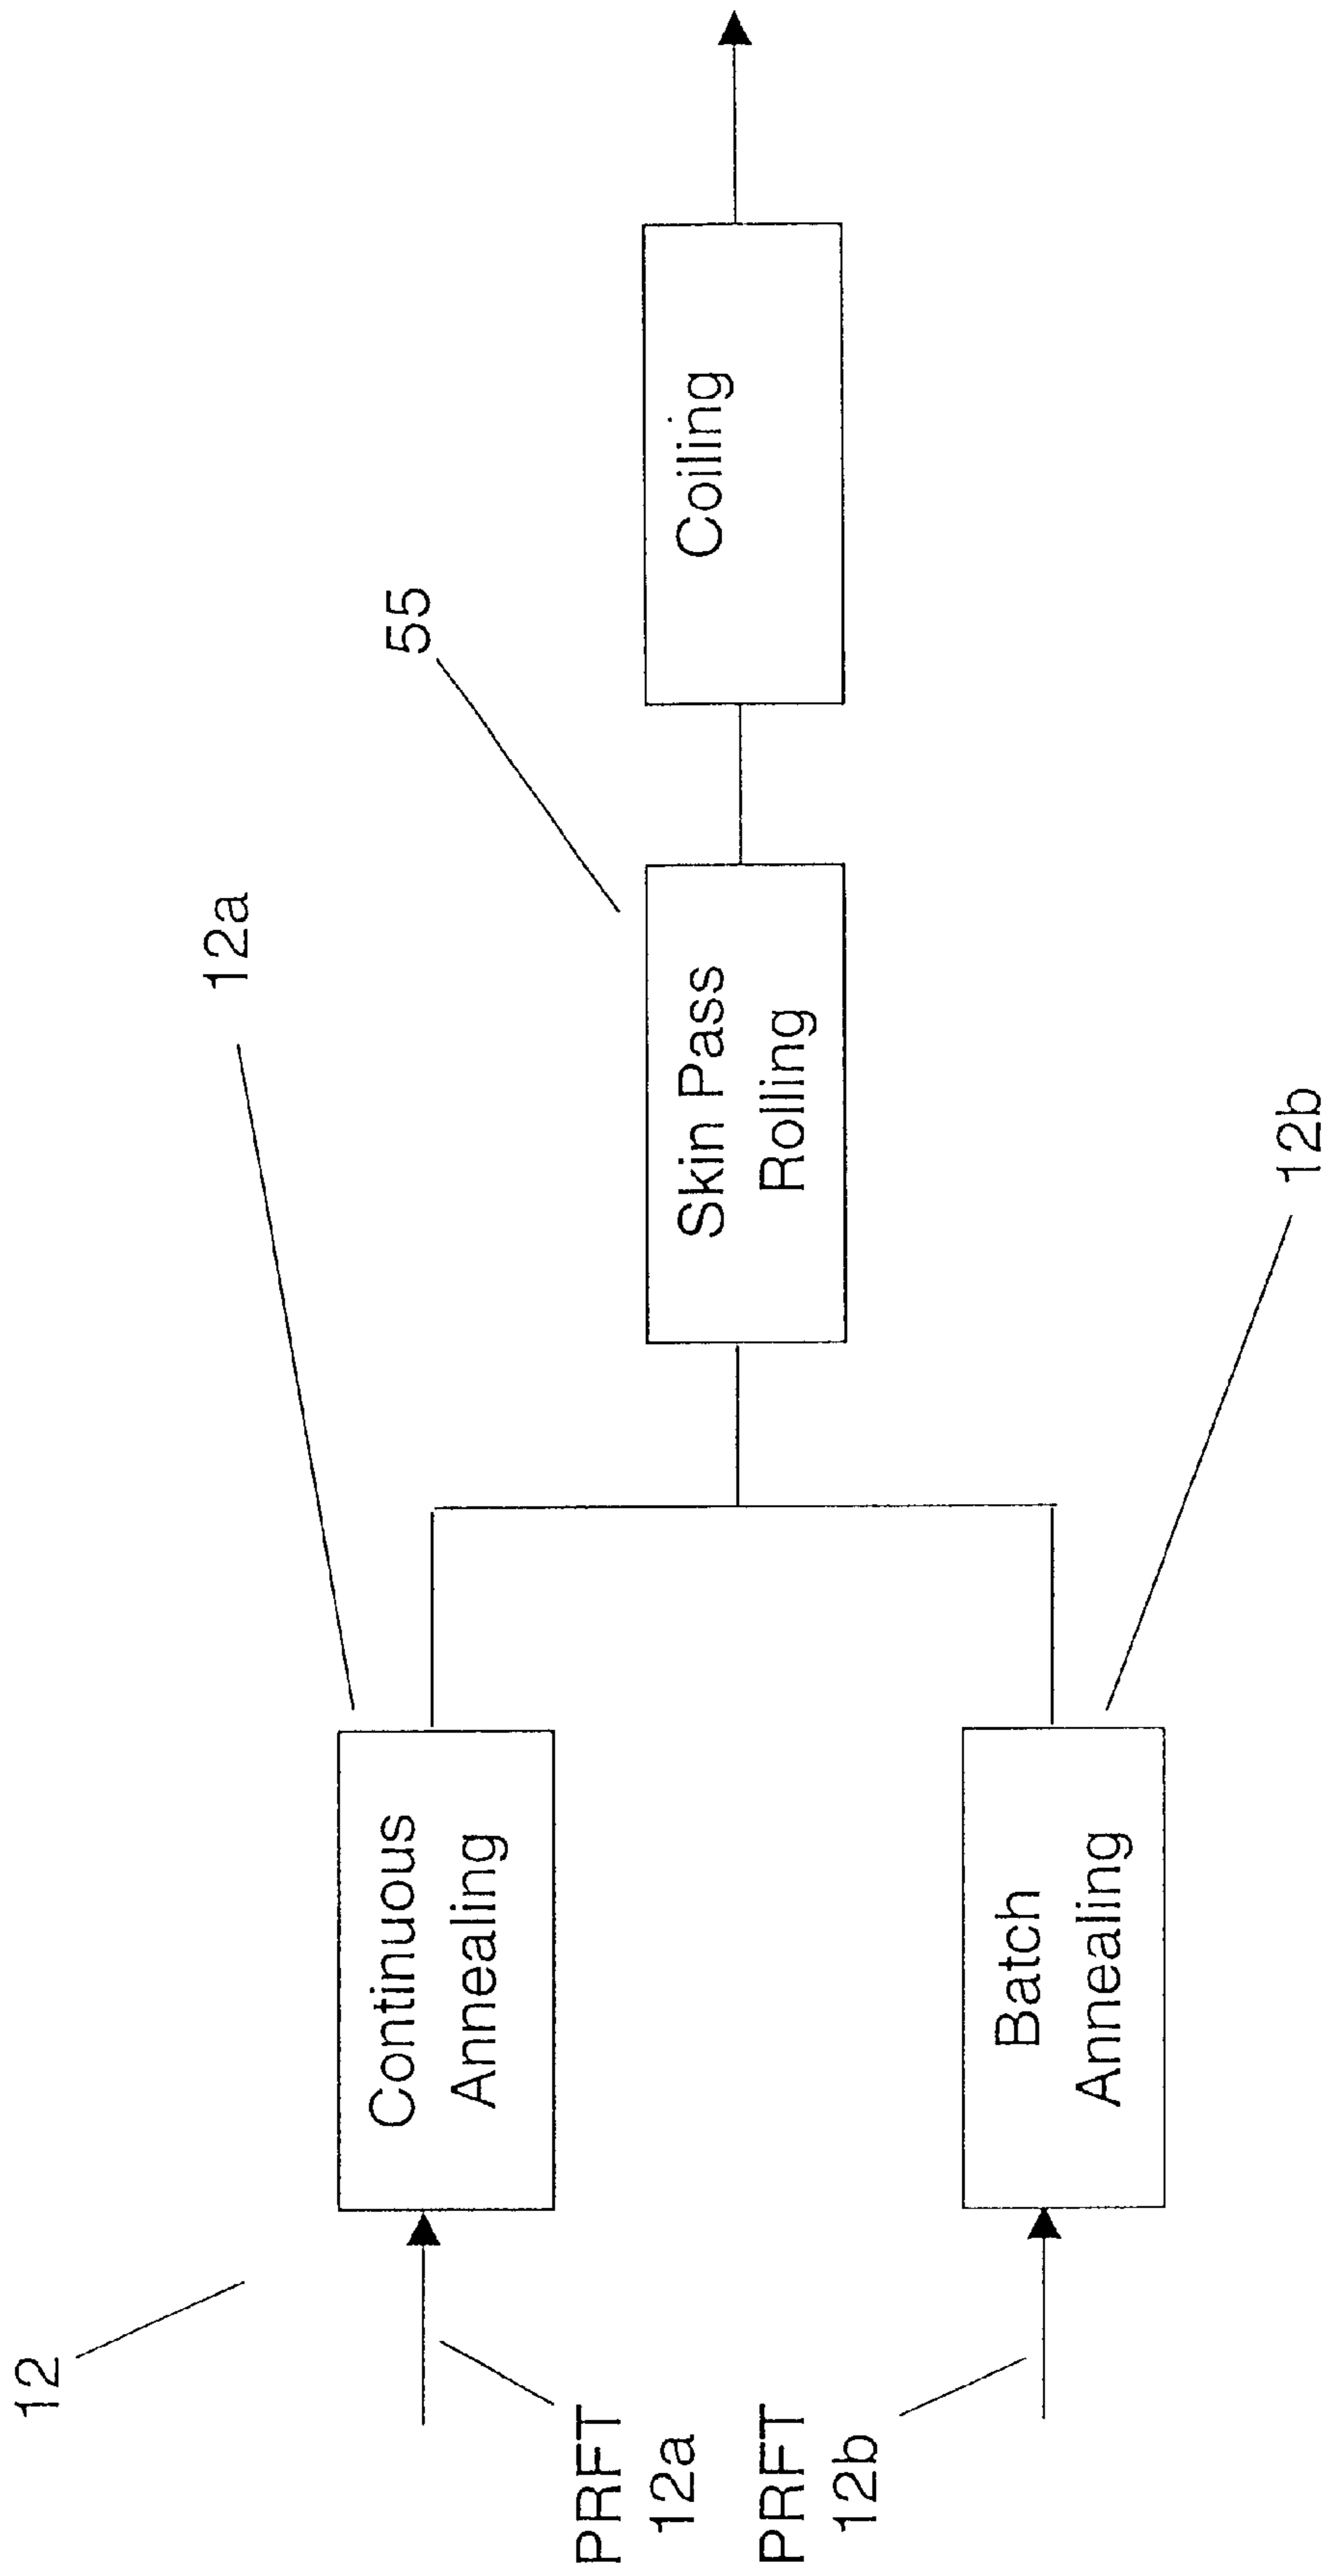 12
12a
55
Continuous
Annealing
Skin Pass
Rolling
Coiling
PRFT
12a
PRFT
12b
Batch
Annealing
12b